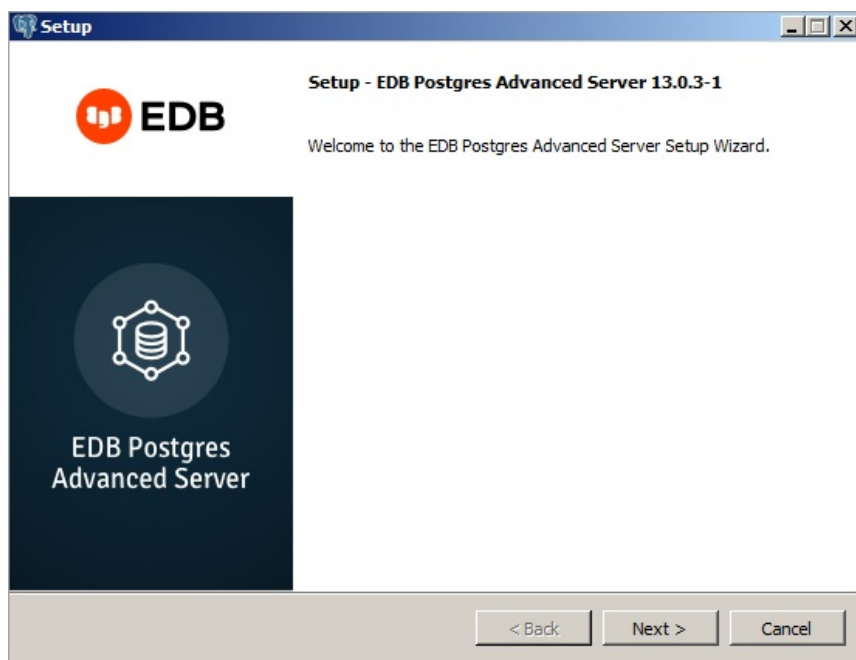 Setup
EDB
Setup - EDB Postgres Advanced Server 13.0.3-1
Welcome to the EDB Postgres Advanced Server Setup Wizard.
EDB Postgres
Advanced Server
< Back
Next >
Cancel